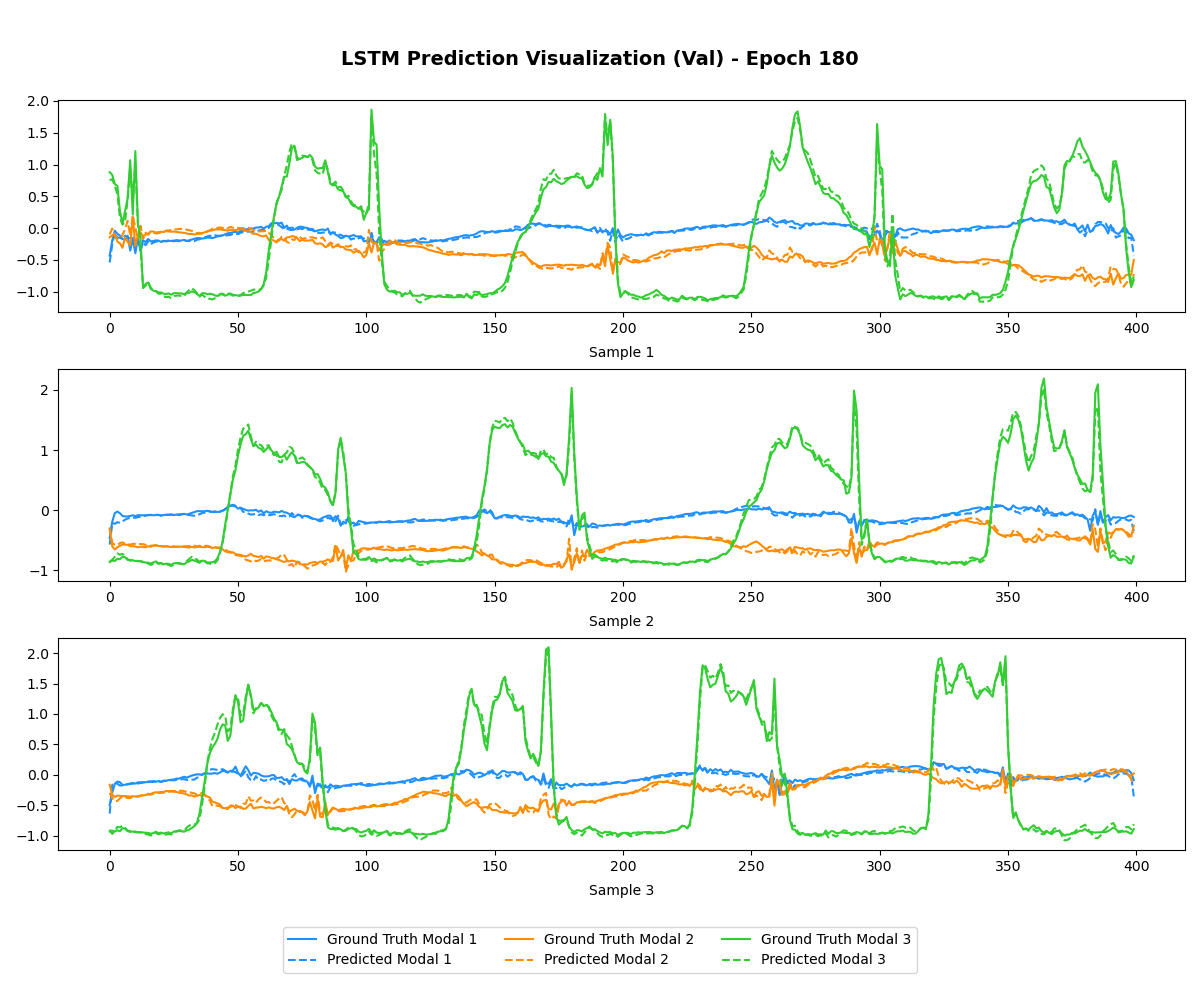 LSTM Prediction Visualization (Val) - Epoch 180
2.0
1.5
1.0
0.5
0.0
−0.5
−1.0
0 50 100 150 200 250 300 350 400
Sample 1
2
1
0
−1
0 50 100 150 200 250 300 350 400
Sample 2
2.0
1.5
1.0
0.5
0.0
−0.5
−1.0
0 50 100 150 200 250 300 350 400
Sample 3
Ground Truth Modal 1 Ground Truth Modal 2 Ground Truth Modal 3
Predicted Modal 1 Predicted Modal 2 Predicted Modal 3